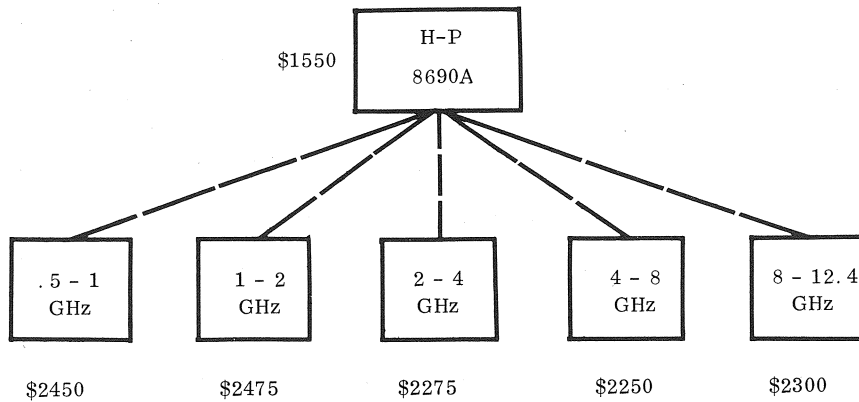 H-P
$1550
8690A
.5 - 1
GHz
1 - 2
GHz
2 - 4
GHz
4 - 8
GHz
8 - 12.4
GHz
$2450
$2475
$2275
$2250
$2300